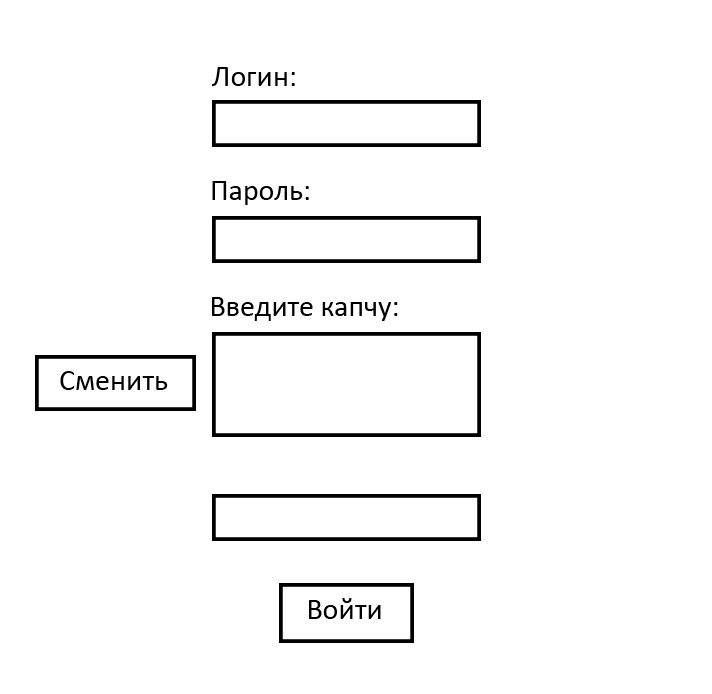 Логин:
Пароль:
Введите капчу:
Сменить
Войти